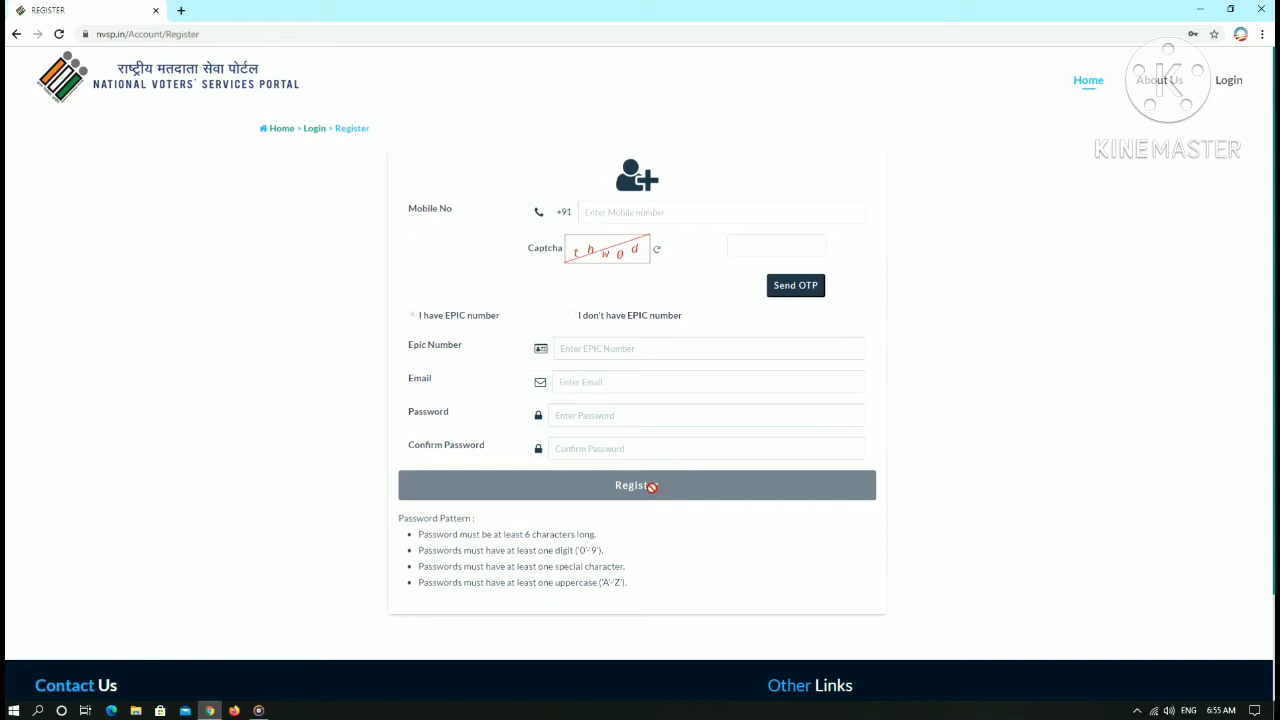 REGISTER
nvsp.in/Account/Register
राष्ट्रीय मतदाता सेवा पोर्टल
NATIONAL VOTERS' SERVICES PORTAL
Home
About Us
Login
KINEMASTER
Home > Login > Register
Mobile No
+91
Enter Mobile number
Captcha
t h w 0 d
Send OTP
I have EPIC number
I don't have EPIC number
Epic Number
Enter EPIC Number
Email
Enter Email
Password
Enter Password
Confirm Password
Confirm Password
Register
Password Pattern :
Password must be at least 6 characters long.
Passwords must have at least one digit ('0'-'9').
Passwords must have at least one special character.
Passwords must have at least one uppercase ('A'-'Z').
Contact Us
Other Links
ENG
6:55 AM